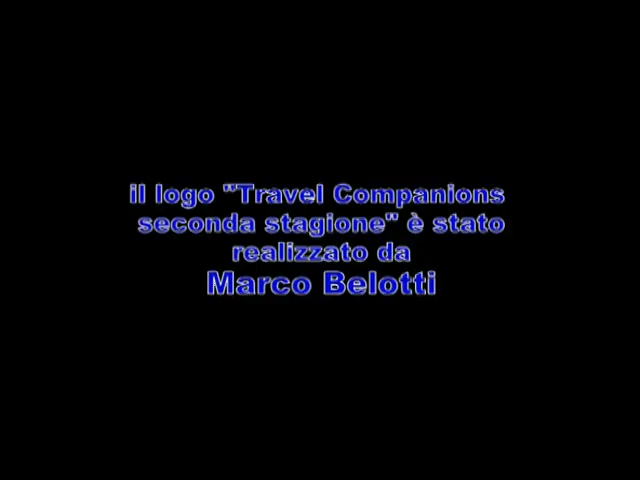 il logo "Travel Companions
seconda stagione" è stato
realizzato da
Marco Belotti